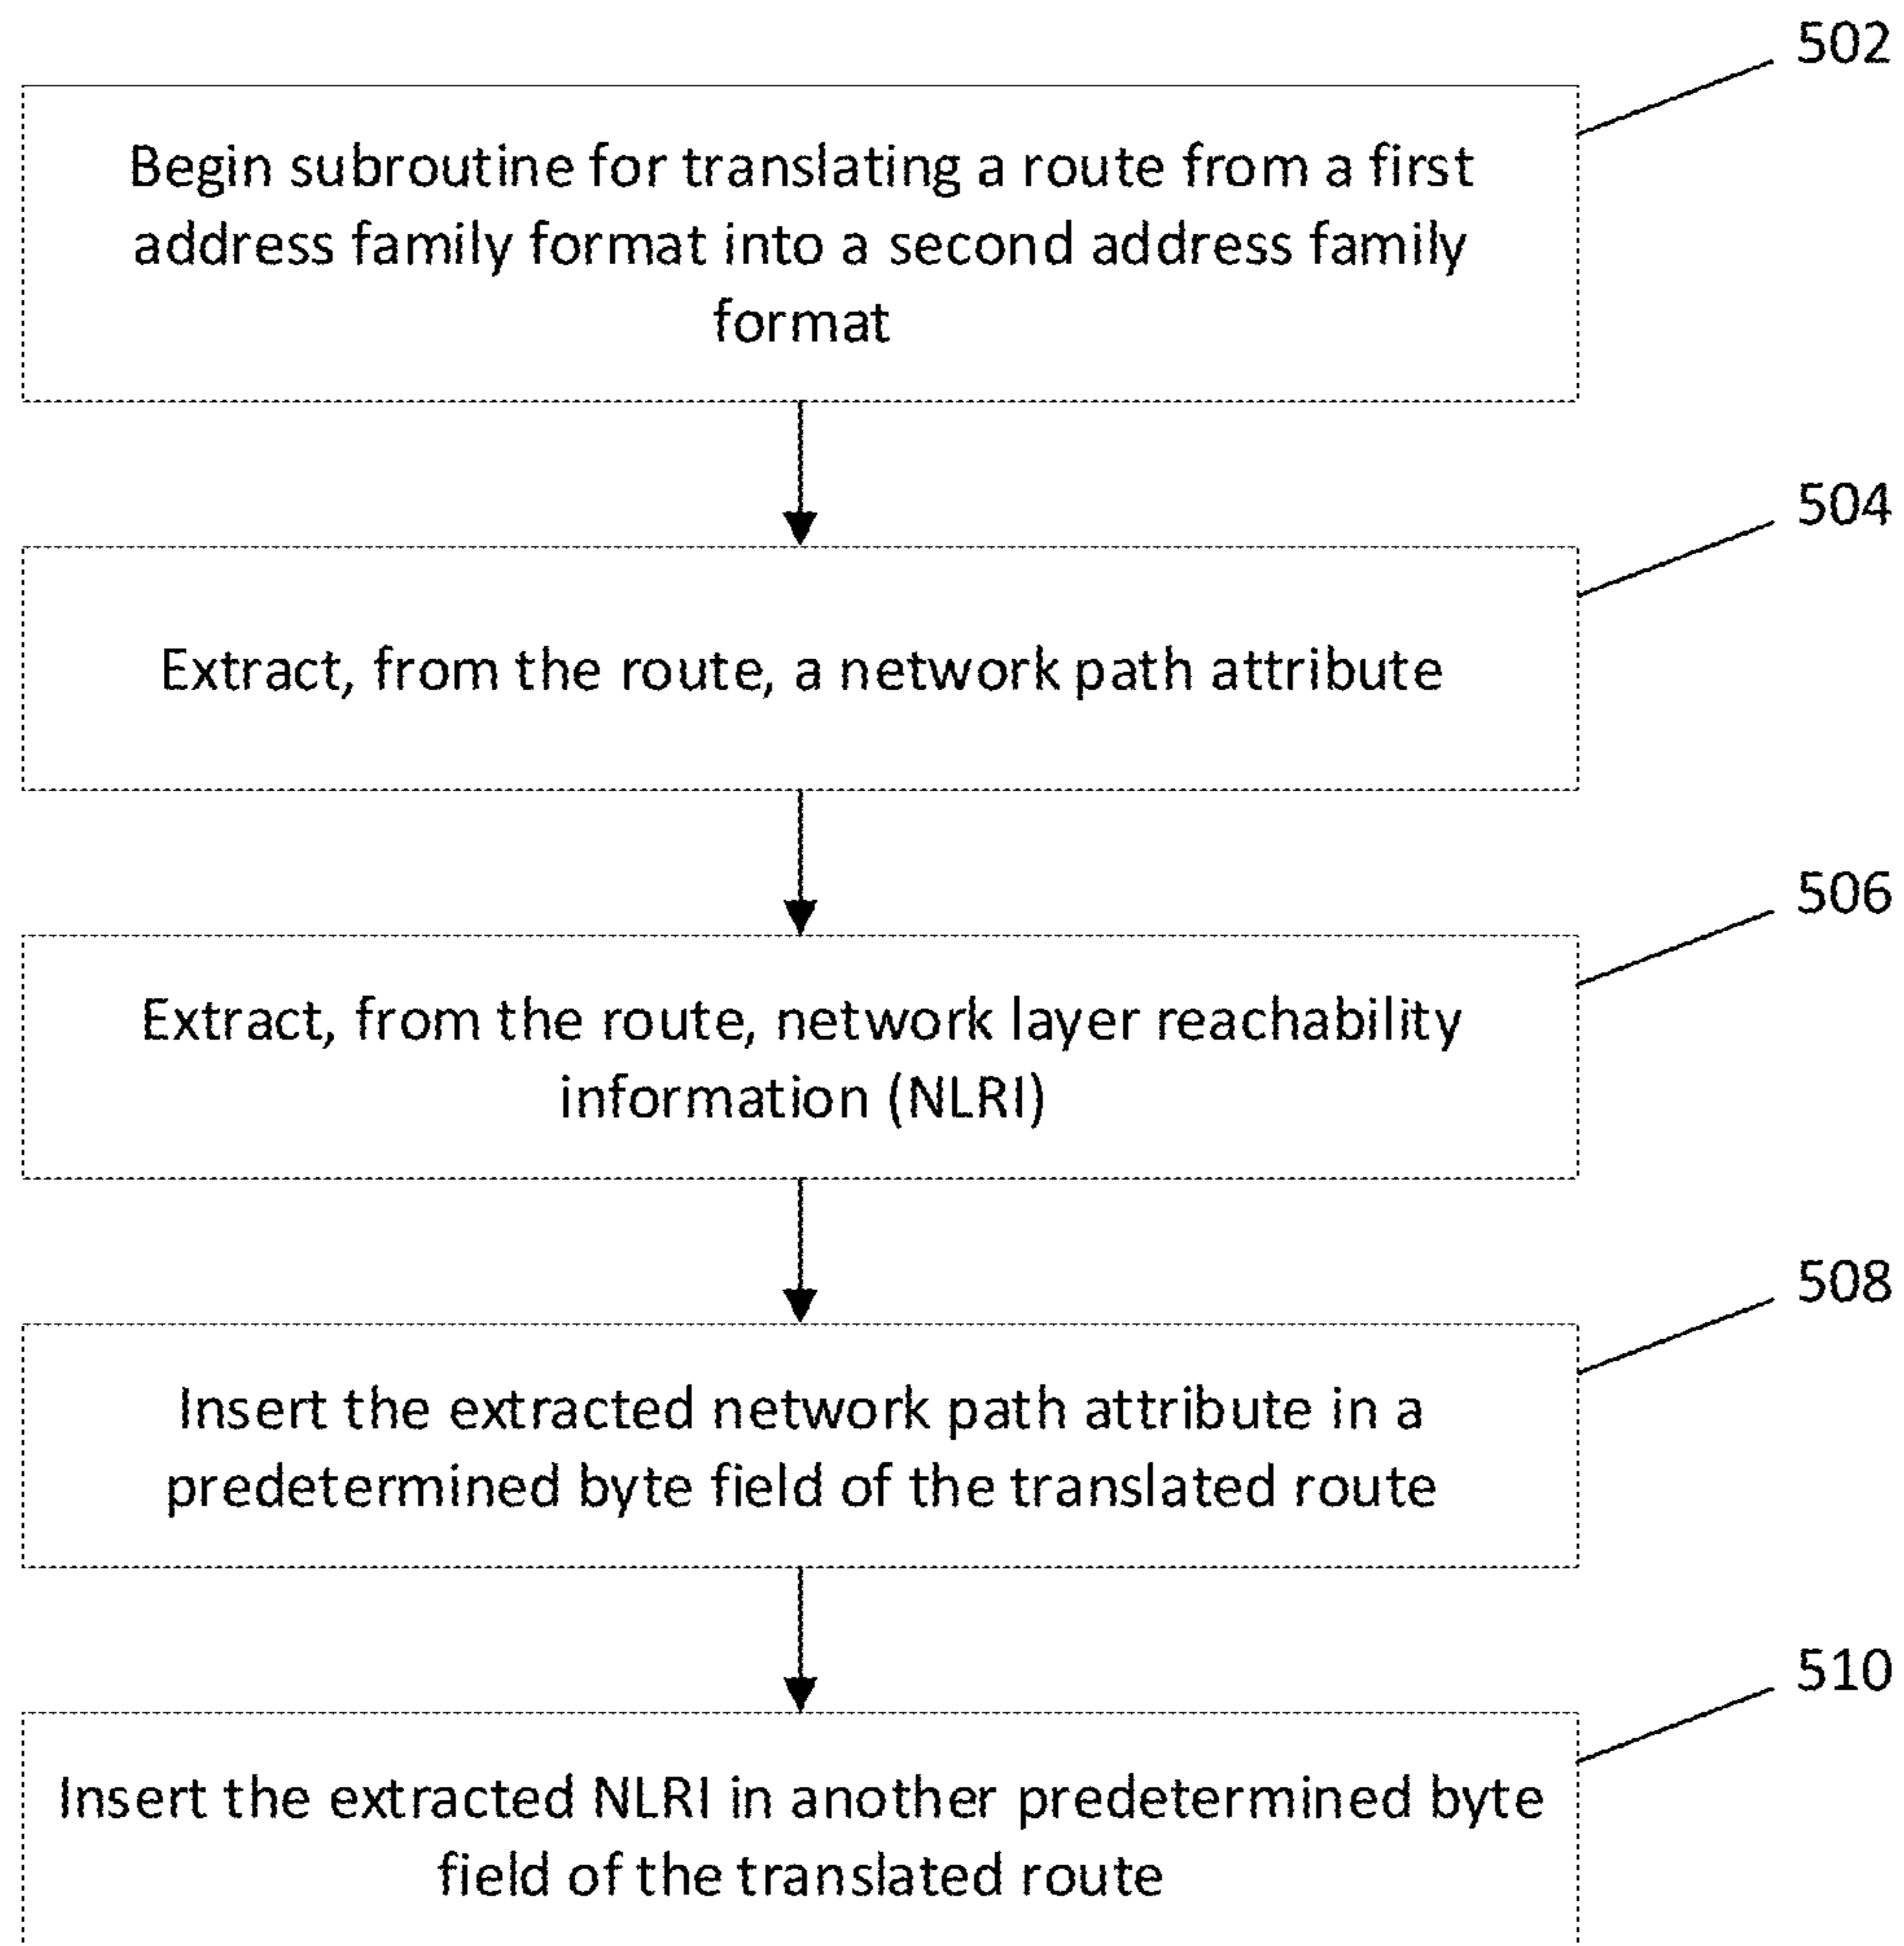 502
Begin subroutine for translating a route from a first
address family format into a second address family
format
504
Extract, from the route, a network path attribute
506
Extract, from the route, network layer reachability
information (NLRI)
508
Insert the extracted network path attribute in a
predetermined byte field of the translated route
510
Insert the extracted NLRI in another predetermined byte
field of the translated route